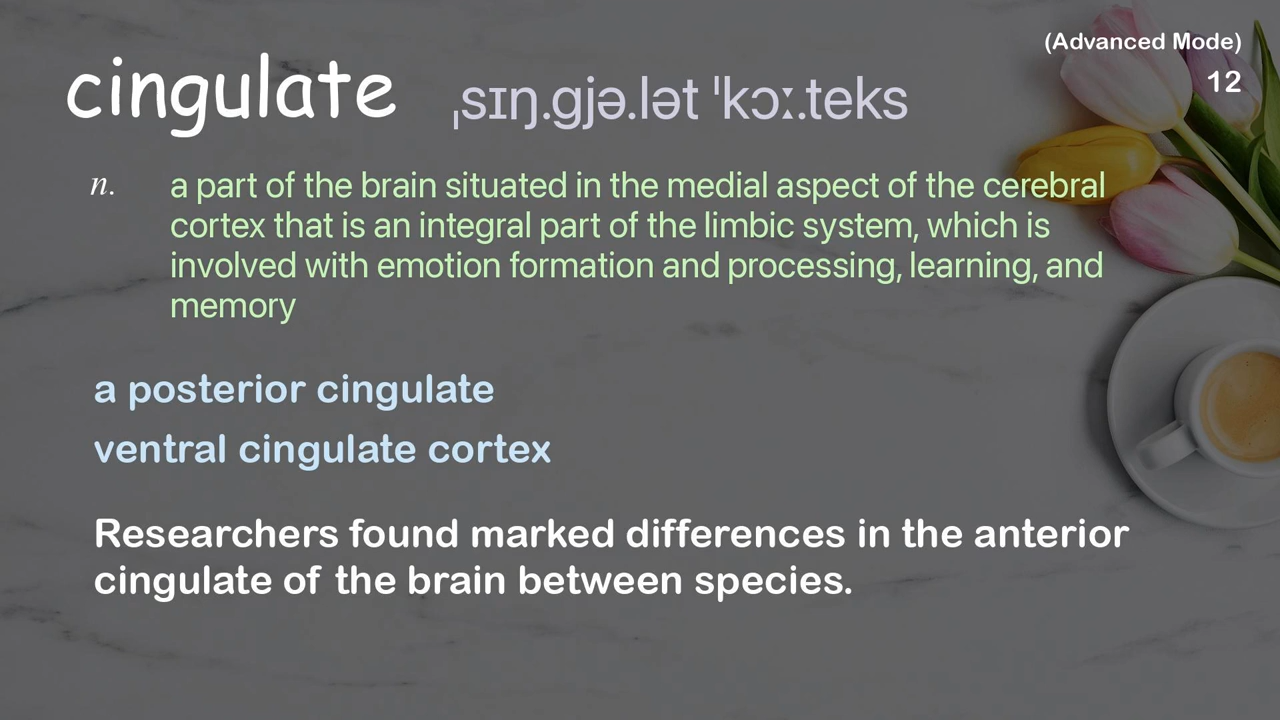 (Advanced Mode)
12
cingulate ˌsɪŋ.gjə.lət ˈkɔː.teks
n. a part of the brain situated in the medial aspect of the cerebral
cortex that is an integral part of the limbic system, which is
involved with emotion formation and processing, learning, and
memory
a posterior cingulate
ventral cingulate cortex
Researchers found marked differences in the anterior
cingulate of the brain between species.